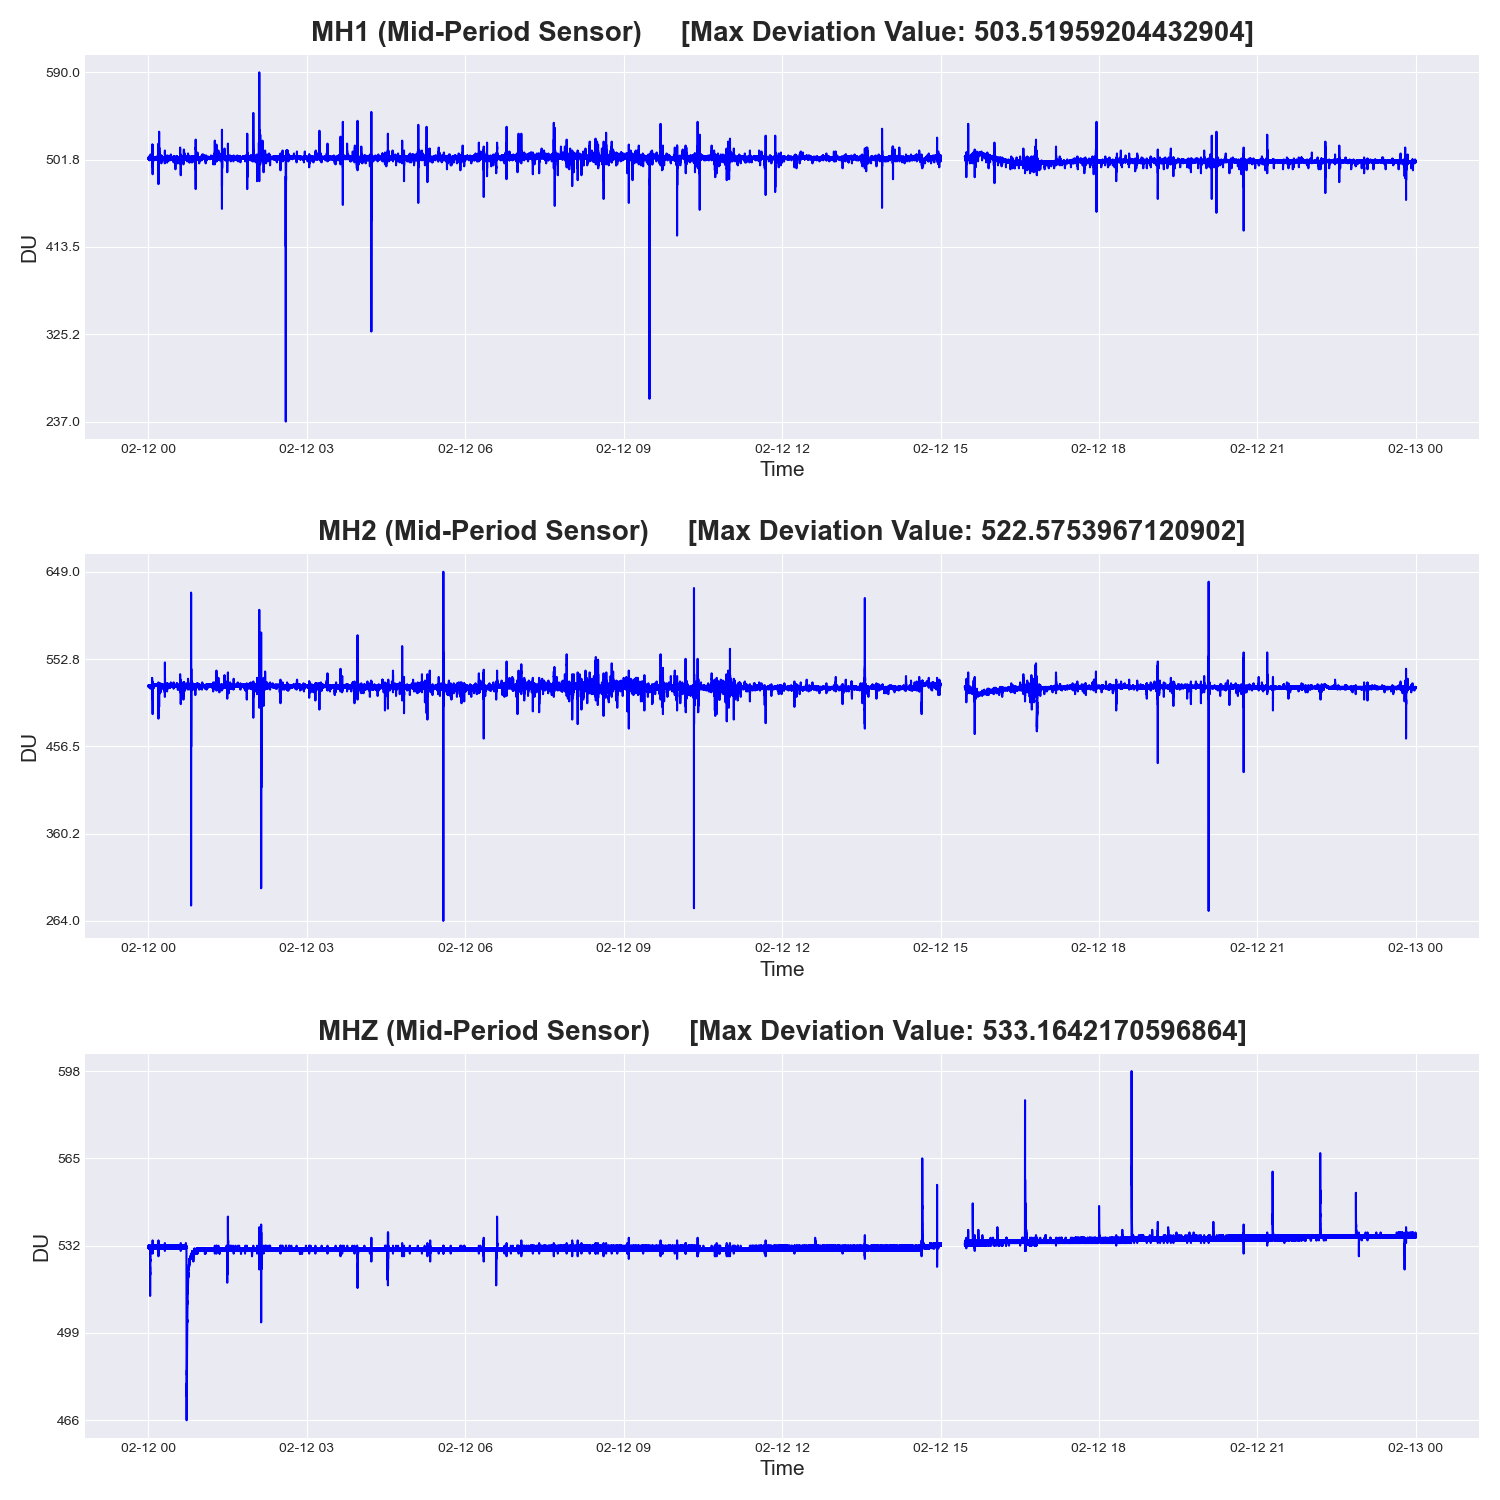 MH1 (Mid-Period Sensor) [Max Deviation Value: 503.51959204432904]
590.0
501.8
413.5
325.2
237.0
DU
02-12 00 02-12 03 02-12 06 02-12 09 02-12 12 02-12 15 02-12 18 02-12 21 02-13 00
Time
MH2 (Mid-Period Sensor) [Max Deviation Value: 522.5753967120902]
649.0
552.8
456.5
360.2
264.0
DU
02-12 00 02-12 03 02-12 06 02-12 09 02-12 12 02-12 15 02-12 18 02-12 21 02-13 00
Time
MHZ (Mid-Period Sensor) [Max Deviation Value: 533.1642170596864]
598
565
532
499
466
DU
02-12 00 02-12 03 02-12 06 02-12 09 02-12 12 02-12 15 02-12 18 02-12 21 02-13 00
Time